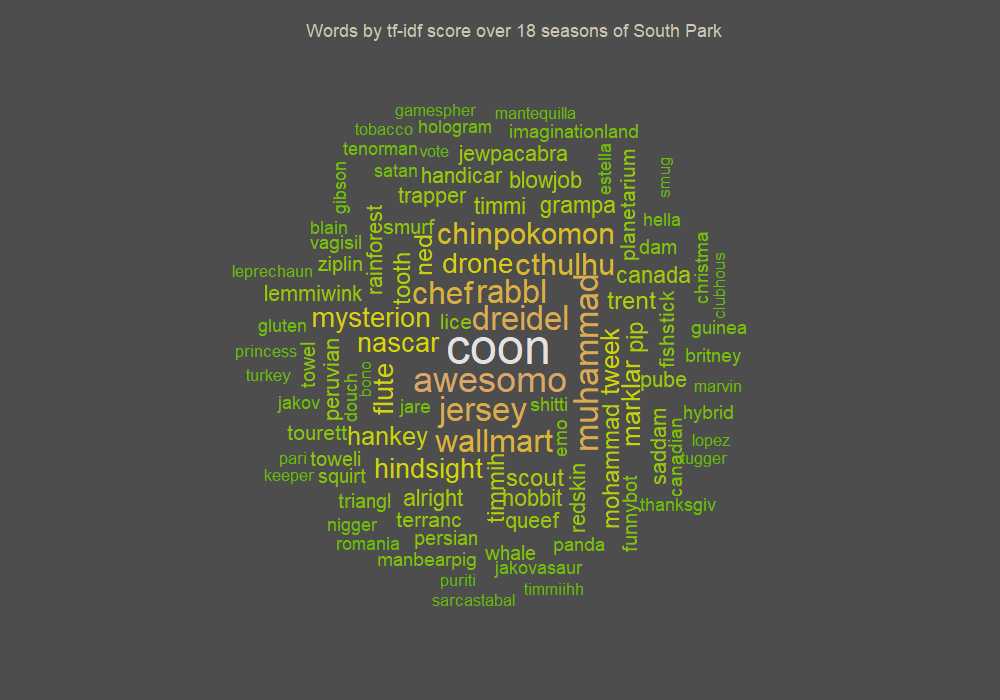 Words by tf-idf score over 18 seasons of South Park
gamespher
mantequilla
tobacco
hologram
imaginationland
tenorman
vote
jewpacabra
estella
planetarium
smug
satan
handicar
blowjob
gibson
trapper
timmi
grampa
hella
rainforest
smurf
chinpokomon
blain
vagisil
ned
dam
christma
clubhous
ziplin
tooth
drone
cthulhu
canada
leprechaun
lemmiwink
chef
rabbl
muhammad
trent
fishstick
mysterion
lice
dreidel
gluten
guinea
nascar
coon
tweek
pip
princess
towel
peruvian
britney
turkey
douch
bono
flute
awesomo
marklar
pube
marvin
jakov
jare
jersey
shitti
mohammad
saddam
hybrid
tourett
hankey
wallmart
emo
canadian
lopez
pari
toweli
tugger
keeper
squirt
hindsight
timmih
scout
redskin
funnybot
triangl
alright
hobbit
thanksgiv
nigger
terranc
queef
romania
persian
panda
manbearpig
whale
jakovasaur
puriti
timmiihh
sarcastabal